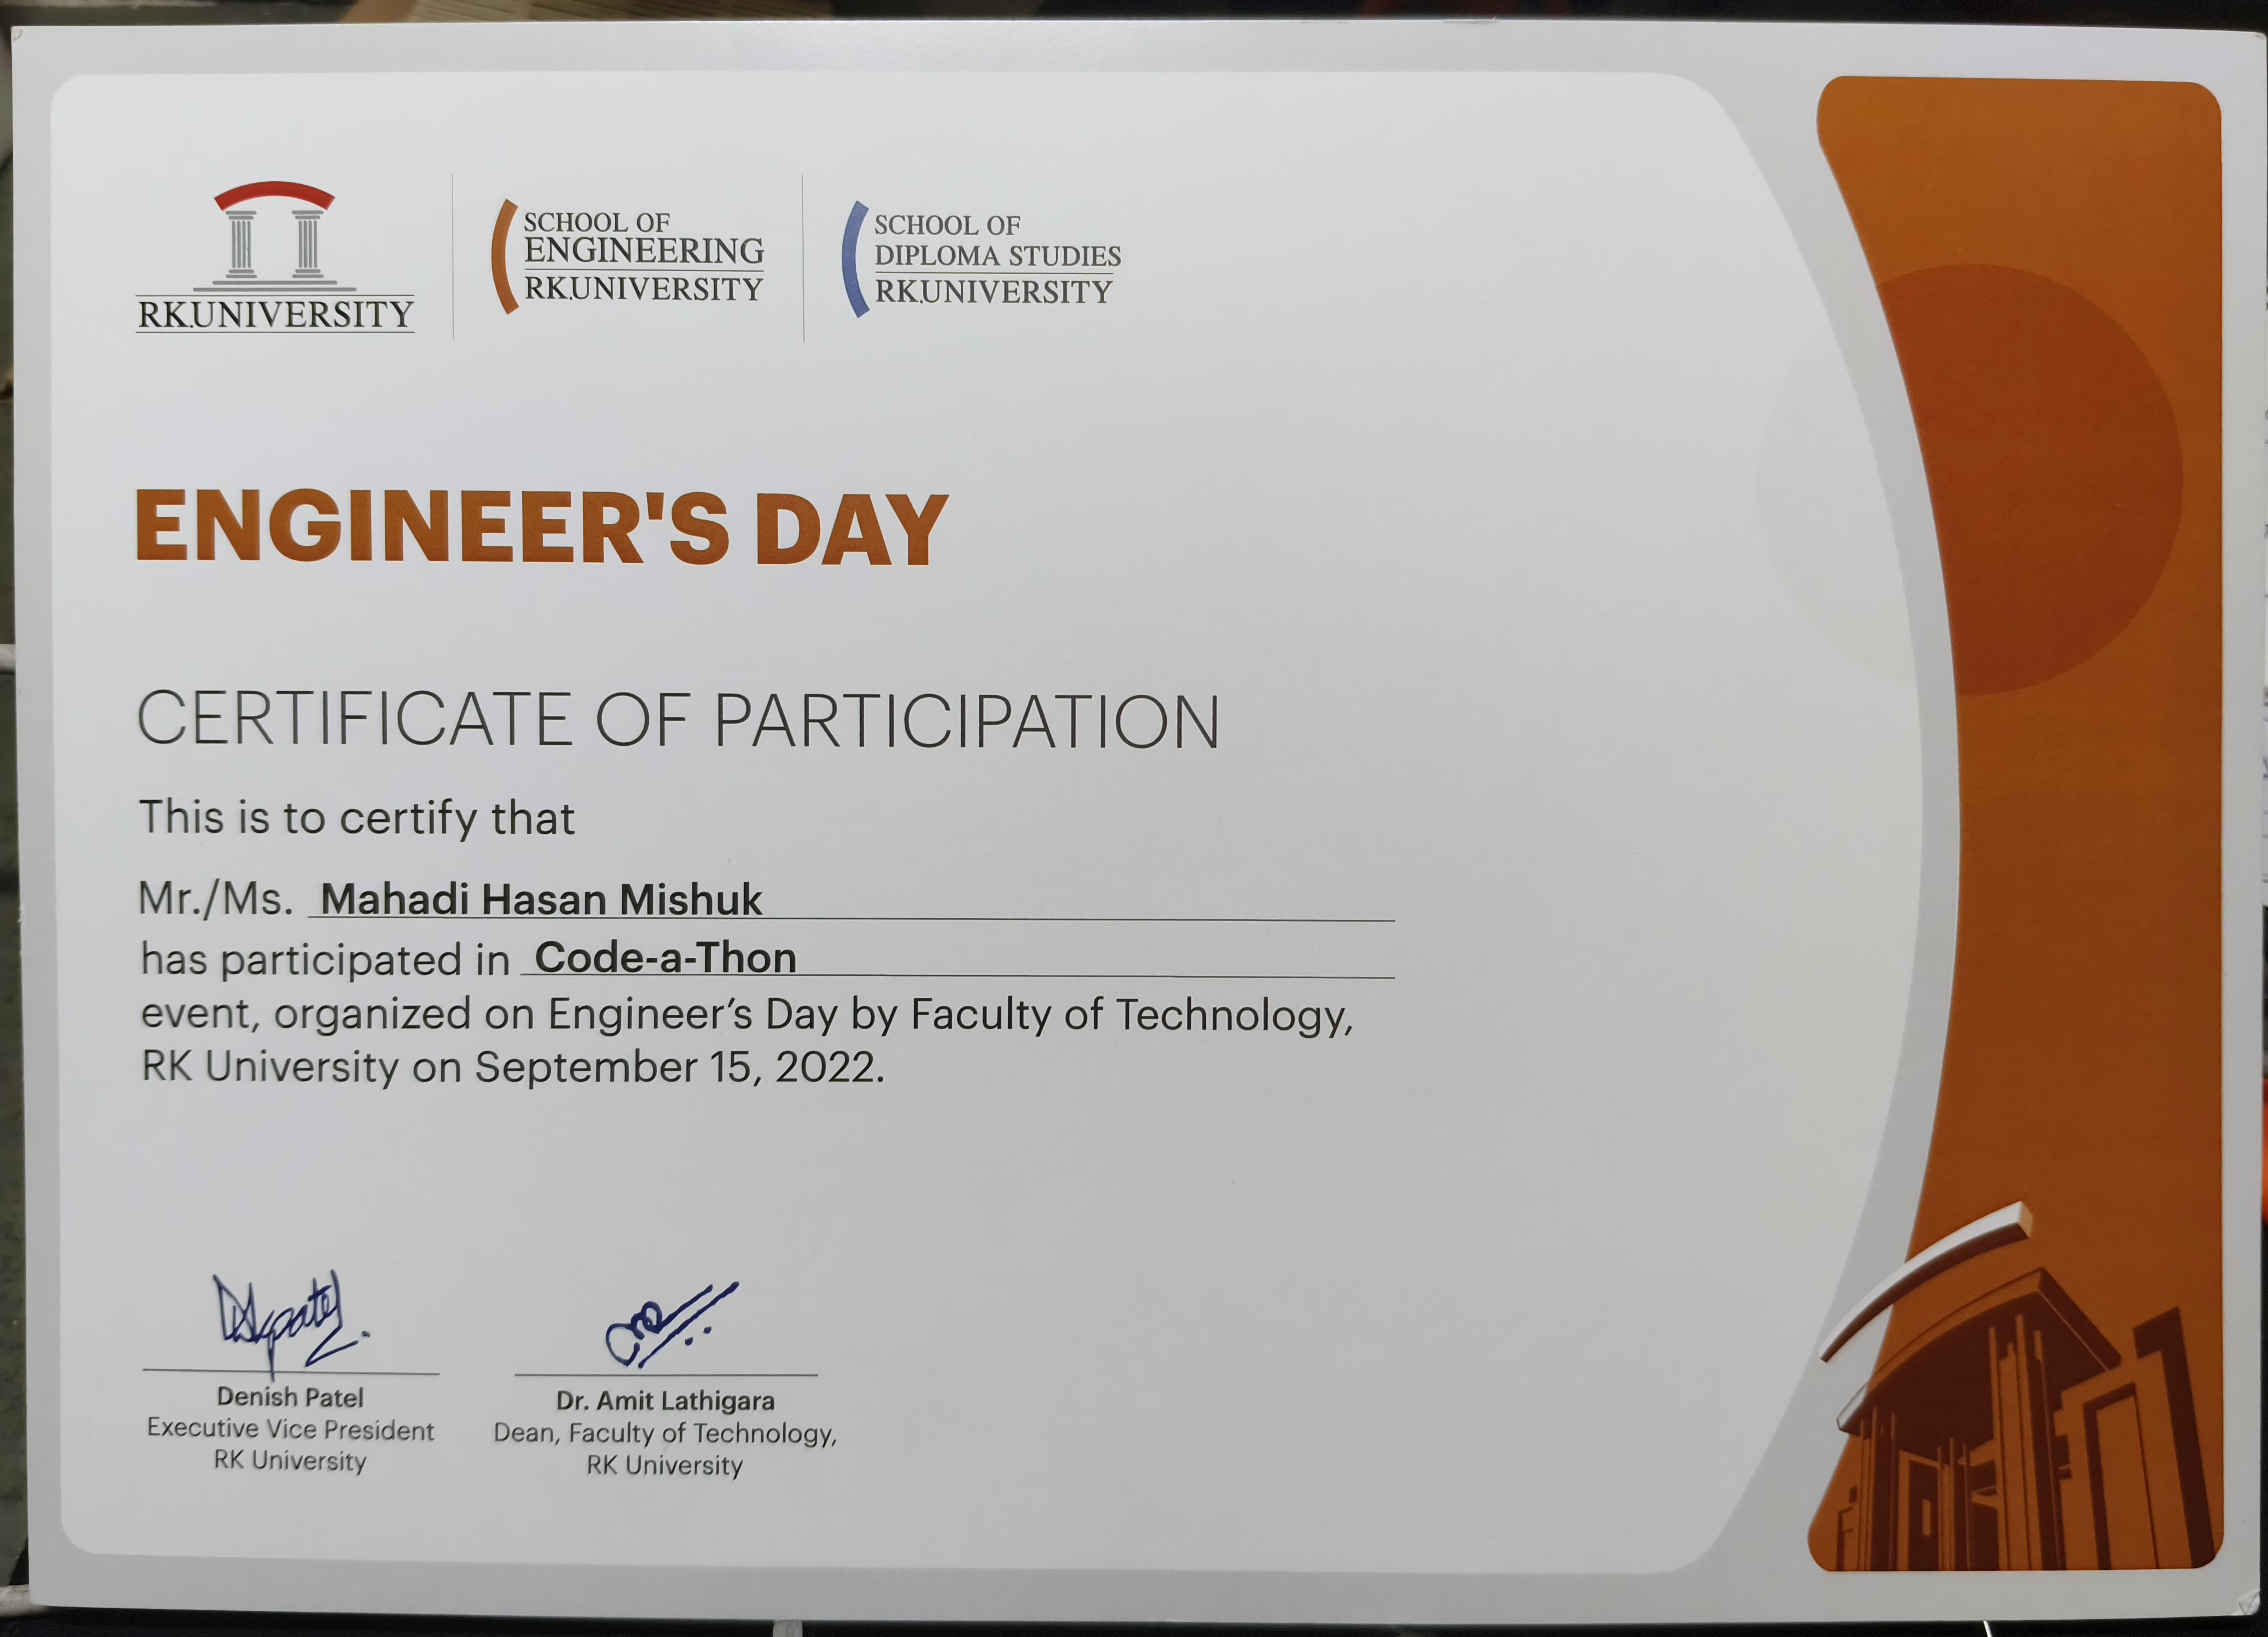 RK.UNIVERSITY
SCHOOL OF
ENGINEERING
RK.UNIVERSITY
SCHOOL OF
DIPLOMA STUDIES
RK.UNIVERSITY
ENGINEER'S DAY
CERTIFICATE OF PARTICIPATION
This is to certify that
Mr./Ms. Mahadi Hasan Mishuk
has participated in Code-a-Thon
event, organized on Engineer’s Day by Faculty of Technology,
RK University on September 15, 2022.
Denish Patel
Executive Vice President
RK University
Dr. Amit Lathigara
Dean, Faculty of Technology,
RK University